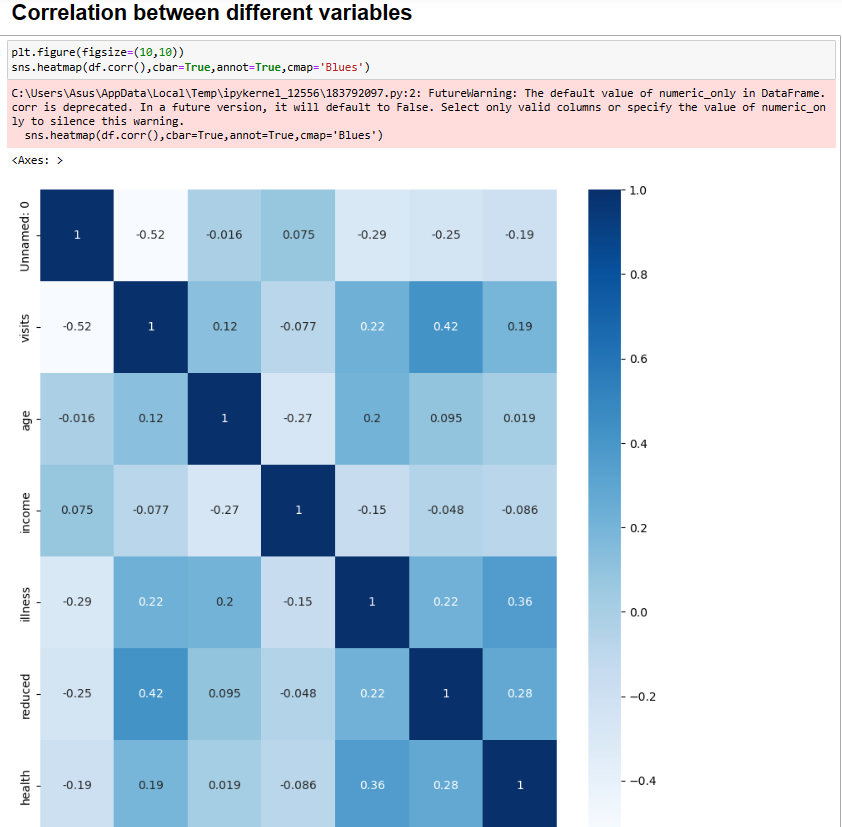 Correlation between different variables
plt.figure(figsize=(10,10))
sns.heatmap(df.corr(),cbar=True,annot=True,cmap='Blues')
C:\Users\Asus\AppData\Local\Temp\ipykernel_12556\183792097.py:2: FutureWarning: The default value of numeric_only in DataFrame.
corr is deprecated. In a future version, it will default to False. Select only valid columns or specify the value of numeric_on
ly to silence this warning.
sns.heatmap(df.corr(),cbar=True,annot=True,cmap='Blues')
<Axes: >
Unnamed: 0 1 -0.52 -0.016 0.075 -0.29 -0.25 -0.19
visits -0.52 1 0.12 -0.077 0.22 0.42 0.19
age -0.016 0.12 1 -0.27 0.2 0.095 0.019
income 0.075 -0.077 -0.27 1 -0.15 -0.048 -0.086
illness -0.29 0.22 0.2 -0.15 1 0.22 0.36
reduced -0.25 0.42 0.095 -0.048 0.22 1 0.28
health -0.19 0.19 0.019 -0.086 0.36 0.28 1
1.0
0.8
0.6
0.4
0.2
0.0
−0.2
−0.4